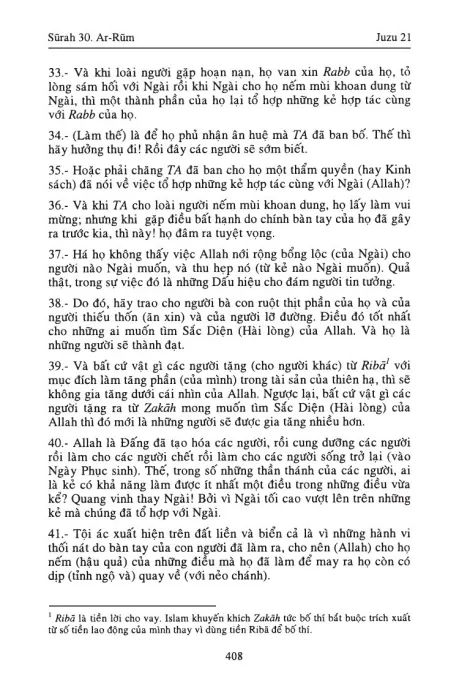 Sūrah 30. Ar-Rūm Juzu 21
33.- Và khi loài người gặp hoạn nạn, họ van xin Rabb của họ, tỏ
lòng sám hối với Ngài rồi khi Ngài cho họ nếm mùi khoan dung từ
Ngài, thì một thành phần của họ lại tổ hợp những kẻ hợp tác cùng
với Rabb của họ.
34.- (Làm thế) là để họ phủ nhận ân huệ mà TA đã ban bố. Thế thì
hãy hưởng thụ đi! Rồi đây các người sẽ sớm biết.
35.- Hoặc phải chăng TA đã ban cho họ một thẩm quyền (hay Kinh
sách) đã nói về việc tổ hợp những kẻ hợp tác cùng với Ngài (Allah)?
36.- Và khi TA cho loài người nếm mùi khoan dung, họ lấy làm vui
mừng; nhưng khi gặp điều bất hạnh do chính bàn tay của họ đã gây
ra trước kia, thì này! họ đâm ra tuyệt vọng.
37.- Há họ không thấy việc Allah nới rộng bổng lộc (của Ngài) cho
người nào Ngài muốn, và thu hẹp nó (từ kẻ nào Ngài muốn). Quả
thật, trong sự việc đó là những Dấu hiệu cho đám người tin tưởng.
38.- Do đó, hãy trao cho người bà con ruột thịt phần của họ và của
người thiếu thốn (ăn xin) và của người lỡ đường. Điều đó tốt nhất
cho những ai muốn tìm Sắc Diện (Hài lòng) của Allah. Và họ là
những người sẽ thành đạt.
39.- Và bất cứ vật gì các người tặng (cho người khác) từ Ribā¹ với
mục đích làm tăng phần (của mình) trong tài sản của thiên hạ, thì sẽ
không gia tăng dưới cái nhìn của Allah. Ngược lại, bất cứ vật gì các
người tặng ra từ Zakāh mong muốn tìm Sắc Diện (Hài lòng) của
Allah thì đó mới là những người sẽ được gia tăng nhiều hơn.
40.- Allah là Đấng đã tạo hóa các người, rồi cung dưỡng các người
rồi làm cho các người chết rồi làm cho các người sống trở lại (vào
Ngày Phục sinh). Thế, trong số những thần thánh của các người, ai
là kẻ có khả năng làm được ít nhất một điều trong những điều vừa
kể? Quang vinh thay Ngài! Bởi vì Ngài tối cao vượt lên trên những
kẻ mà chúng đã tổ hợp với Ngài.
41.- Tội ác xuất hiện trên đất liền và biển cả là vì những hành vi
thối nát do bàn tay của con người đã làm ra, cho nên (Allah) cho họ
nếm (hậu quả) của những điều mà họ đã làm để may ra họ còn có
dịp (tỉnh ngộ và) quay về (với nẻo chánh).
¹ Ribā là tiền lời cho vay. Islam khuyến khích Zakāh tức bố thí bắt buộc trích xuất
từ số tiền lao động của mình thay vì dùng tiền Ribā để bố thí.
408